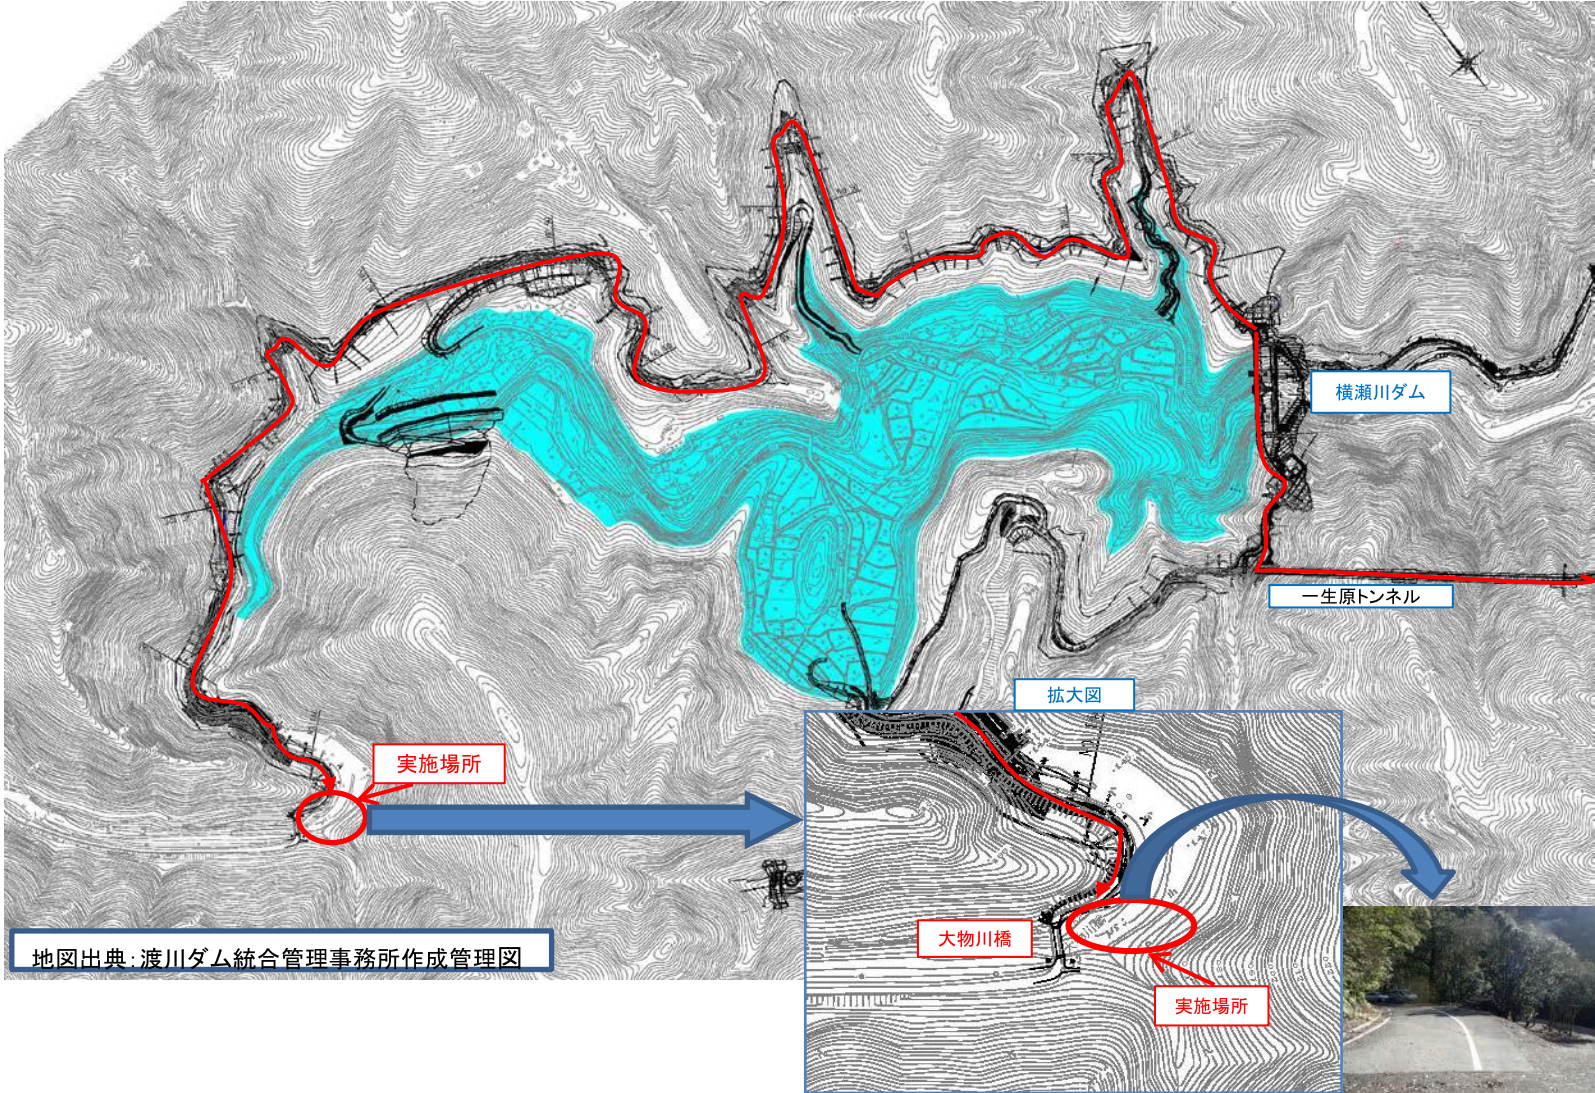 横瀬川ダム
一生原トンネル
拡大図
実施場所
大物川橋
実施場所
地図出典:渡川ダム統合管理事務所作成管理図